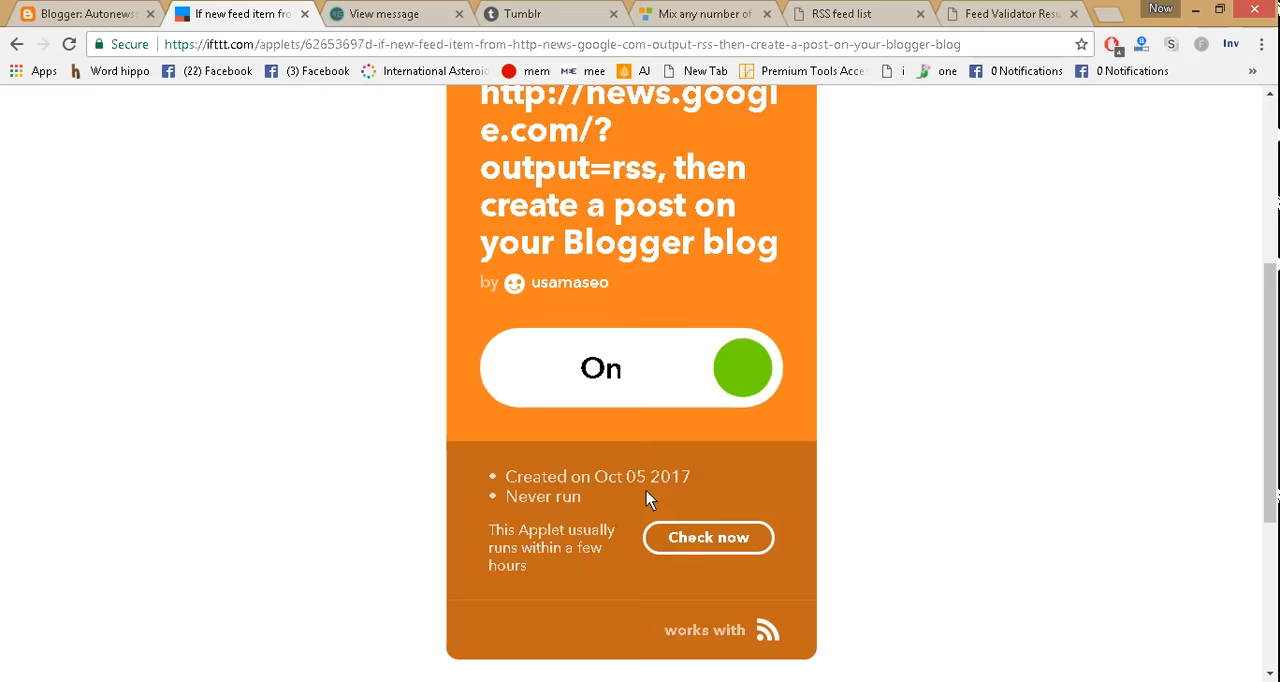 Blogger: Autonews
If new feed item fro
View message
Tumblr
Mix any number of
RSS feed list
Feed Validator Resu
Now
Secure
https://ifttt.com/applets/62653697d-if-new-feed-item-from-http-news-google-com-output-rss-then-create-a-post-on-your-blogger-blog
Inv
Apps
Word hippo
(22) Facebook
(3) Facebook
International Asteroi
mem
ME mee
AJ
New Tab
Premium Tools Acce
i
one
0 Notifications
0 Notifications
»
http://news.googl
e.com/?
output=rss, then
create a post on
your Blogger blog
by usamaseo
On
• Created on Oct 05 2017
• Never run
This Applet usually
runs within a few
hours
Check now
works with